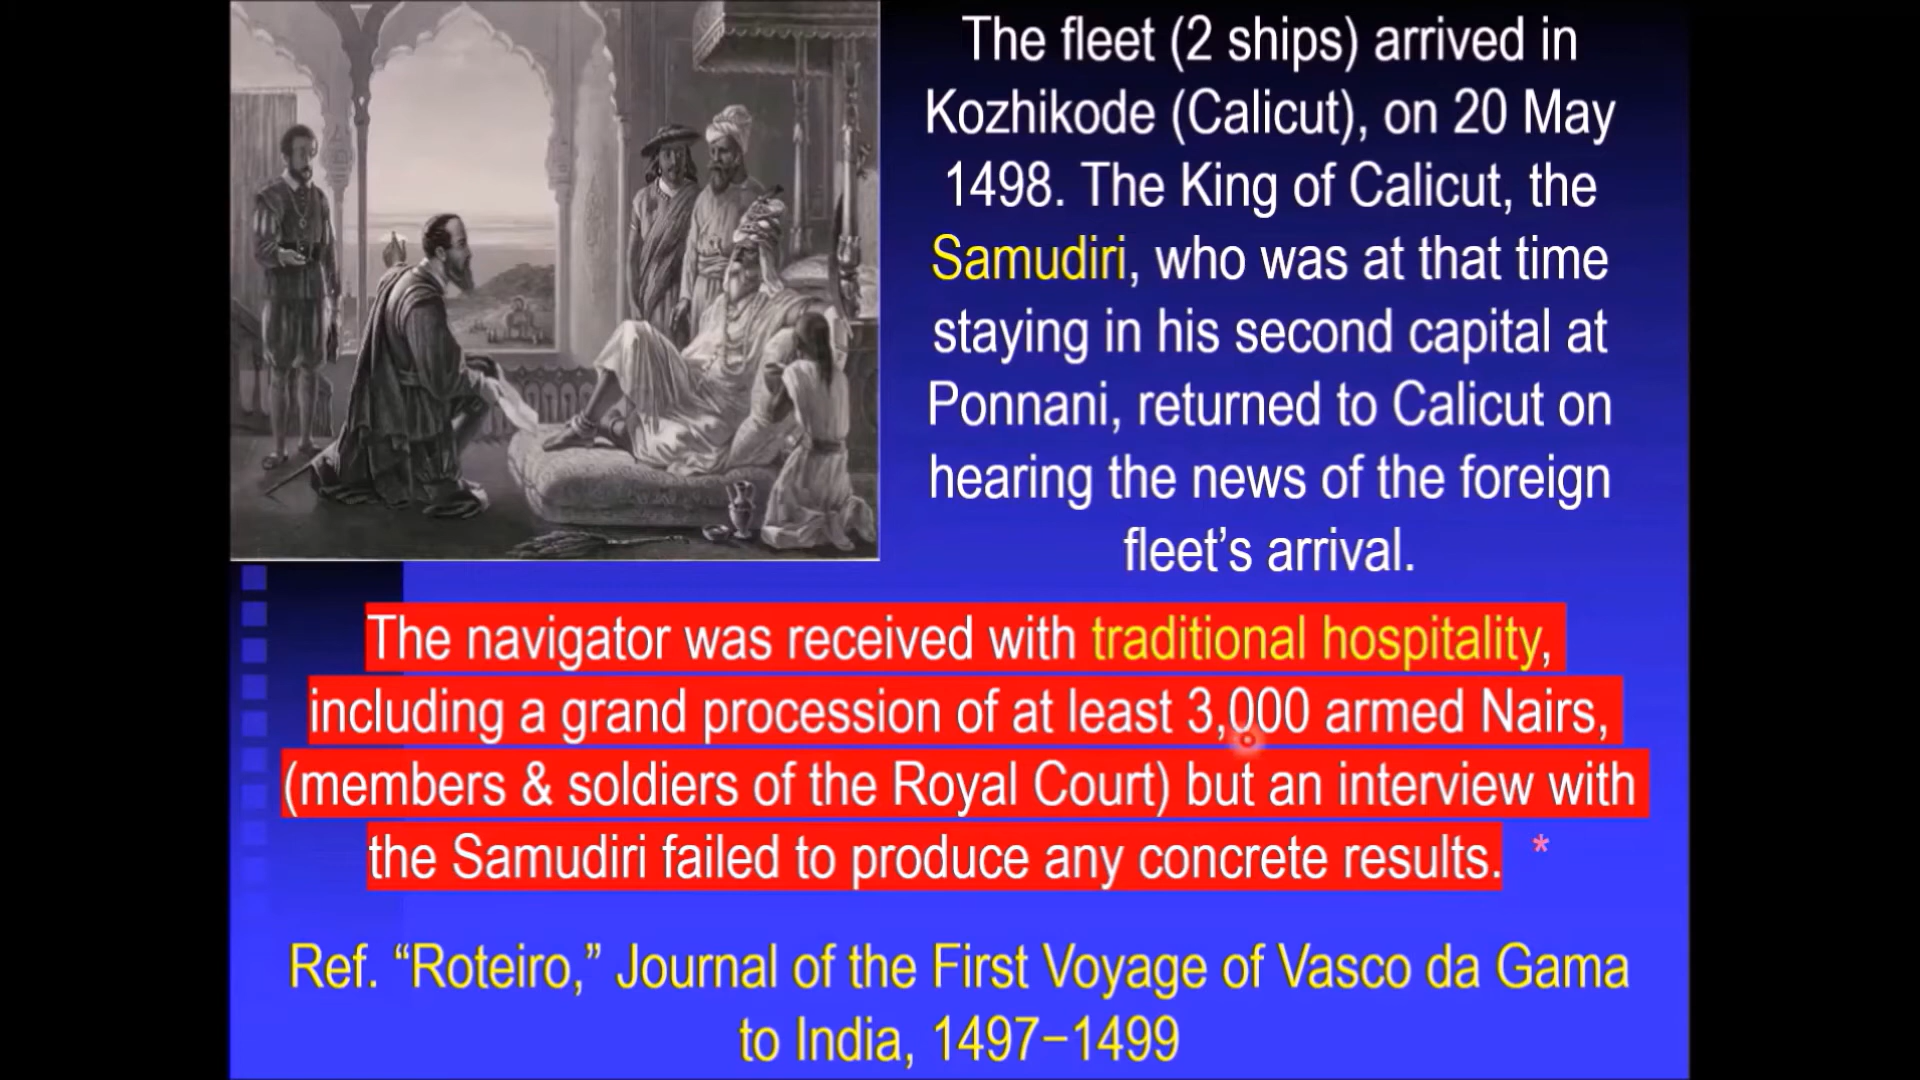 The fleet (2 ships) arrived in
Kozhikode (Calicut), on 20 May
1498. The King of Calicut, the
Samudiri, who was at that time
staying in his second capital at
Ponnani, returned to Calicut on
hearing the news of the foreign
fleet’s arrival.
The navigator was received with traditional hospitality,
including a grand procession of at least 3,000 armed Nairs,
(members & soldiers of the Royal Court) but an interview with
the Samudiri failed to produce any concrete results. *
Ref. “Roteiro,” Journal of the First Voyage of Vasco da Gama
to India, 1497–1499